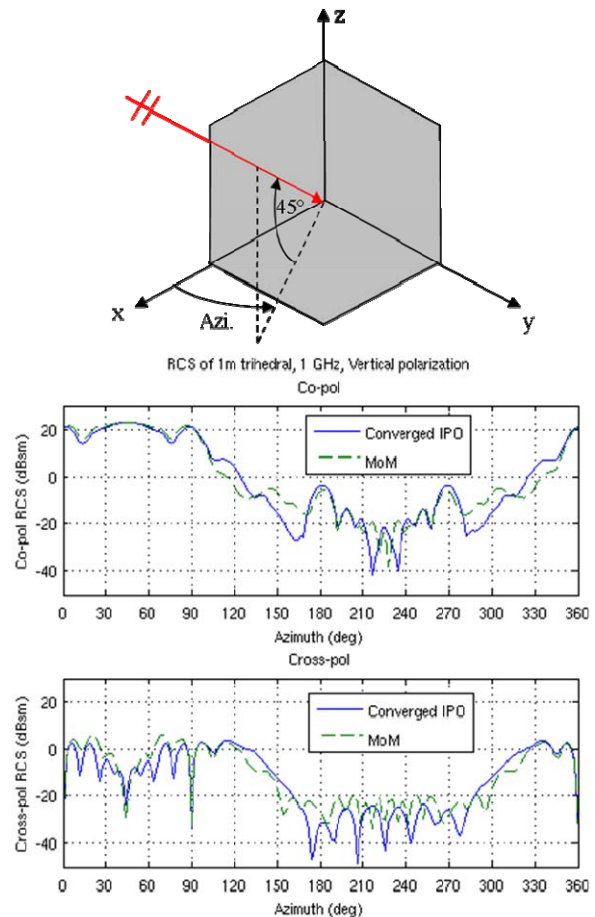 z
45°
x
Azi.
y
RCS of 1m trihedral, 1 GHz, Vertical polarization
Co-pol
Co-pol RCS (dBsm)
20
0
-20
-40
Converged IPO
MoM
0 30 60 90 120 150 180 210 240 270 300 330 360
Azimuth (deg)
Cross-pol
Cross-pol RCS (dBsm)
20
0
-20
-40
Converged IPO
MoM
0 30 60 90 120 150 180 210 240 270 300 330 360
Azimuth (deg)